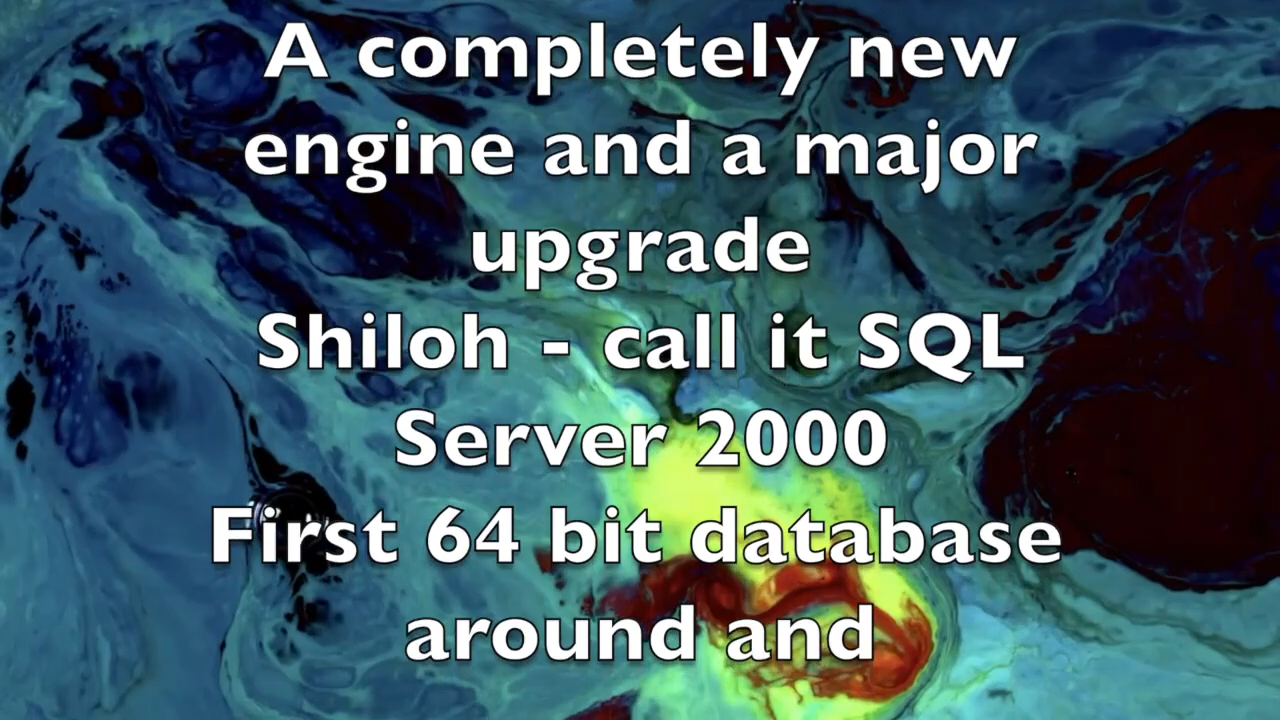 A completely new
engine and a major
upgrade
Shiloh - call it SQL
Server 2000
First 64 bit database
around and